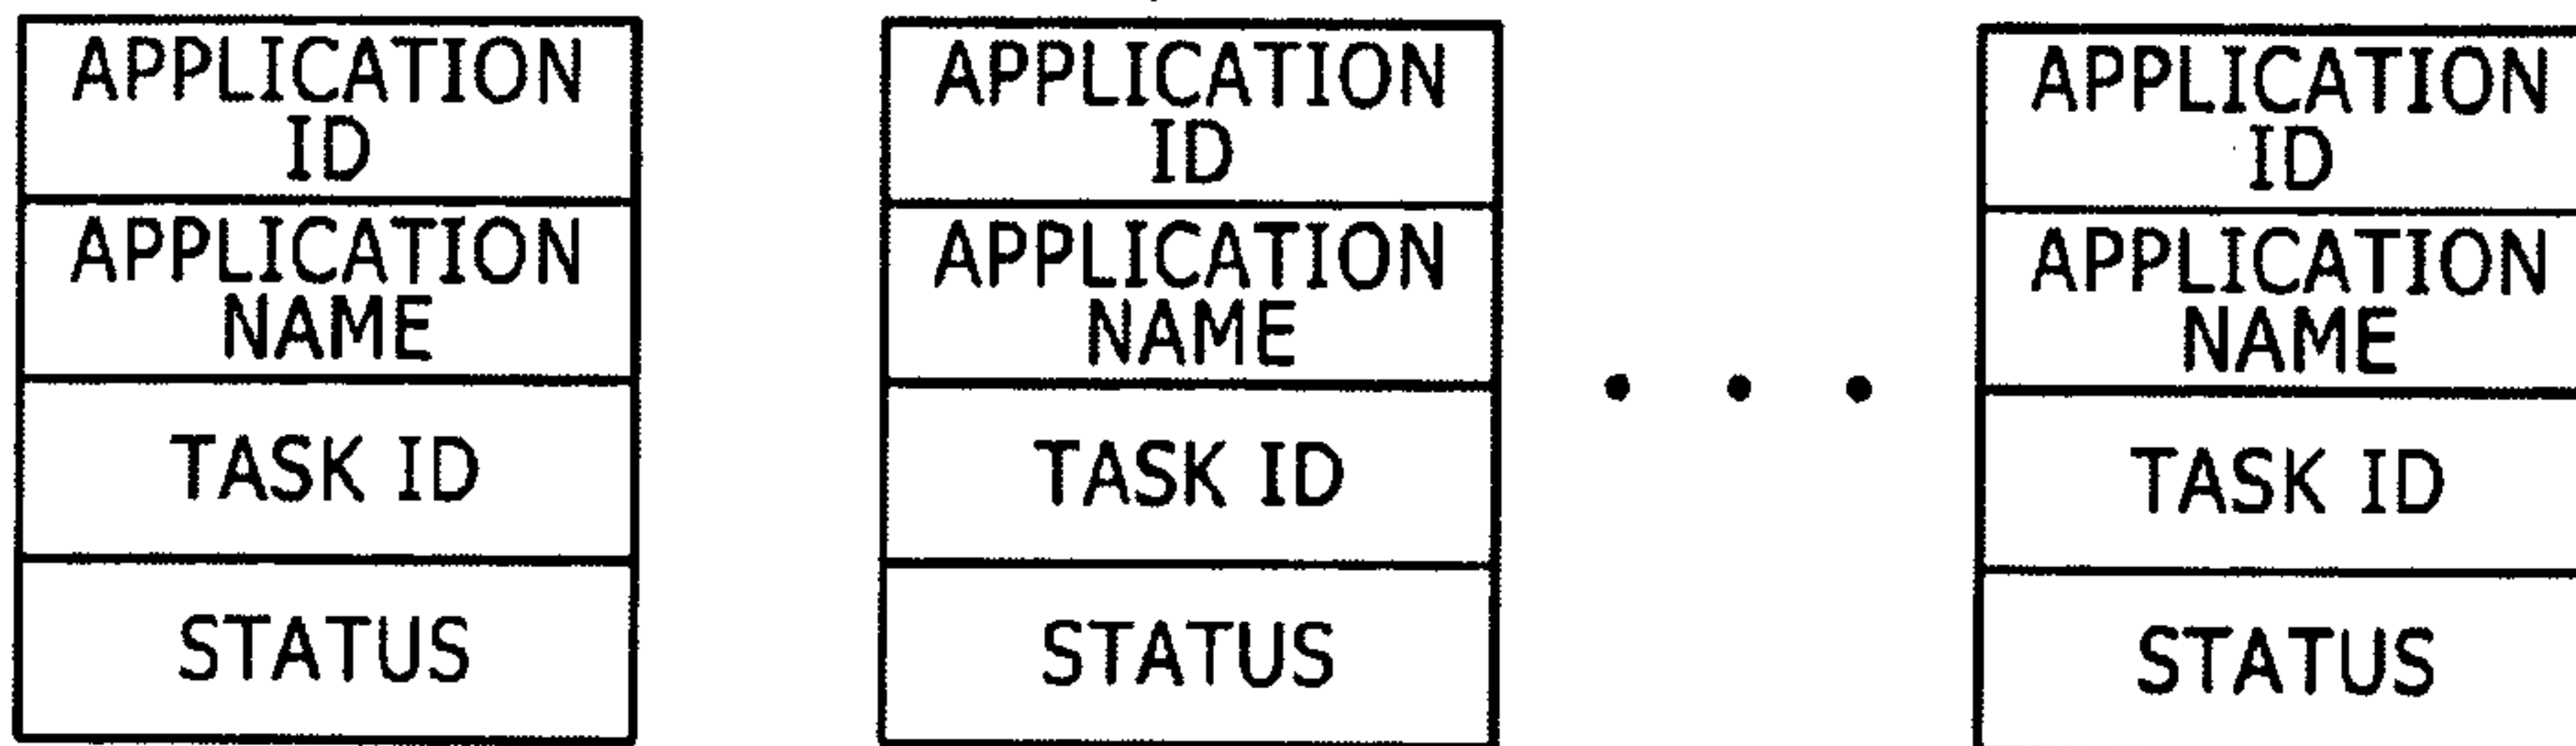 APPLICATION
ID
APPLICATION
NAME
TASK ID
STATUS
APPLICATION
ID
APPLICATION
NAME
TASK ID
STATUS
• • •
APPLICATION
ID
APPLICATION
NAME
TASK ID
STATUS